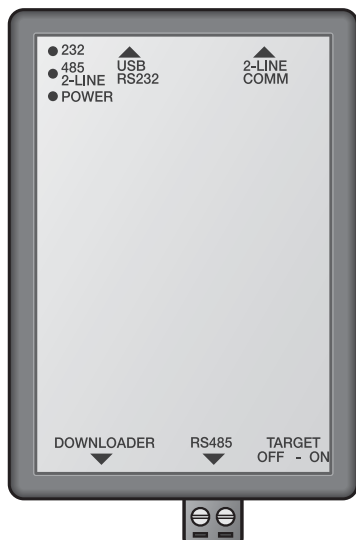 232
485
2-LINE
POWER
USB
RS232
2-LINE
COMM
DOWNLOADER
RS485
TARGET
OFF - ON